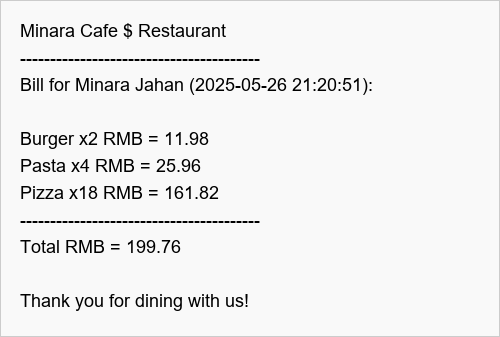 Minara Cafe $ Restaurant
----------------------------------------
Bill for Minara Jahan (2025-05-26 21:20:51):
Burger x2 RMB = 11.98
Pasta x4 RMB = 25.96
Pizza x18 RMB = 161.82
----------------------------------------
Total RMB = 199.76
Thank you for dining with us!